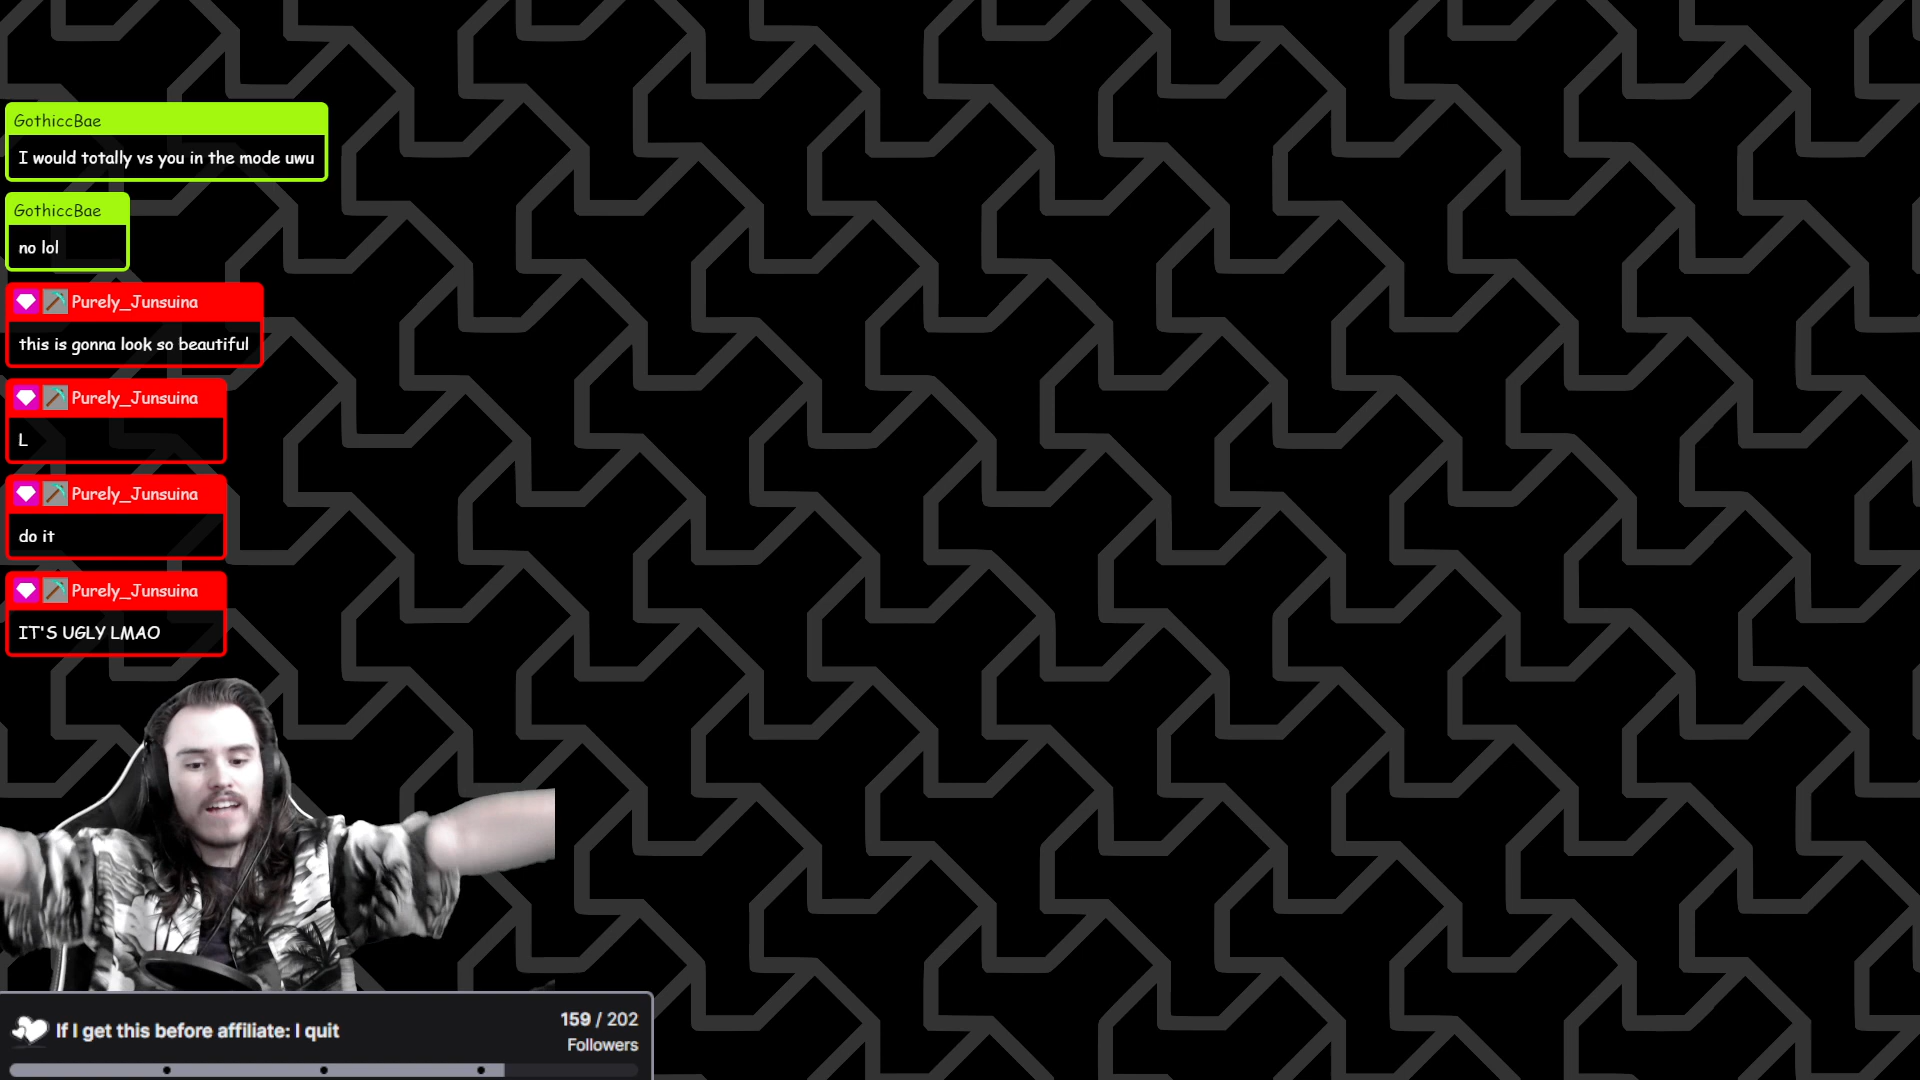 GothiccBae
I would totally vs you in the mode uwu
GothiccBae
no lol
Purely_Junsuina
this is gonna look so beautiful
Purely_Junsuina
L
Purely_Junsuina
do it
Purely_Junsuina
IT'S UGLY LMAO
If I get this before affiliate: I quit
159 / 202
Followers